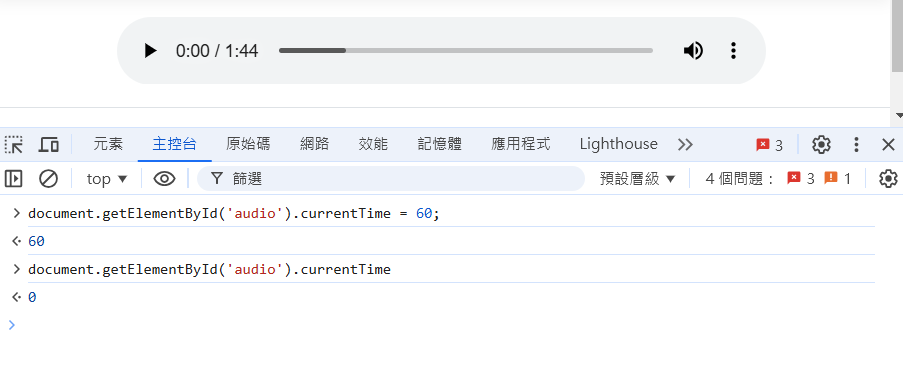 0:00 / 1:44
元素 主控台 原始碼 網路 效能 記憶體 應用程式 Lighthouse 3
top 篩選 預設層級 4 個問題： 3 1
document.getElementById('audio').currentTime = 60;
60
document.getElementById('audio').currentTime
0